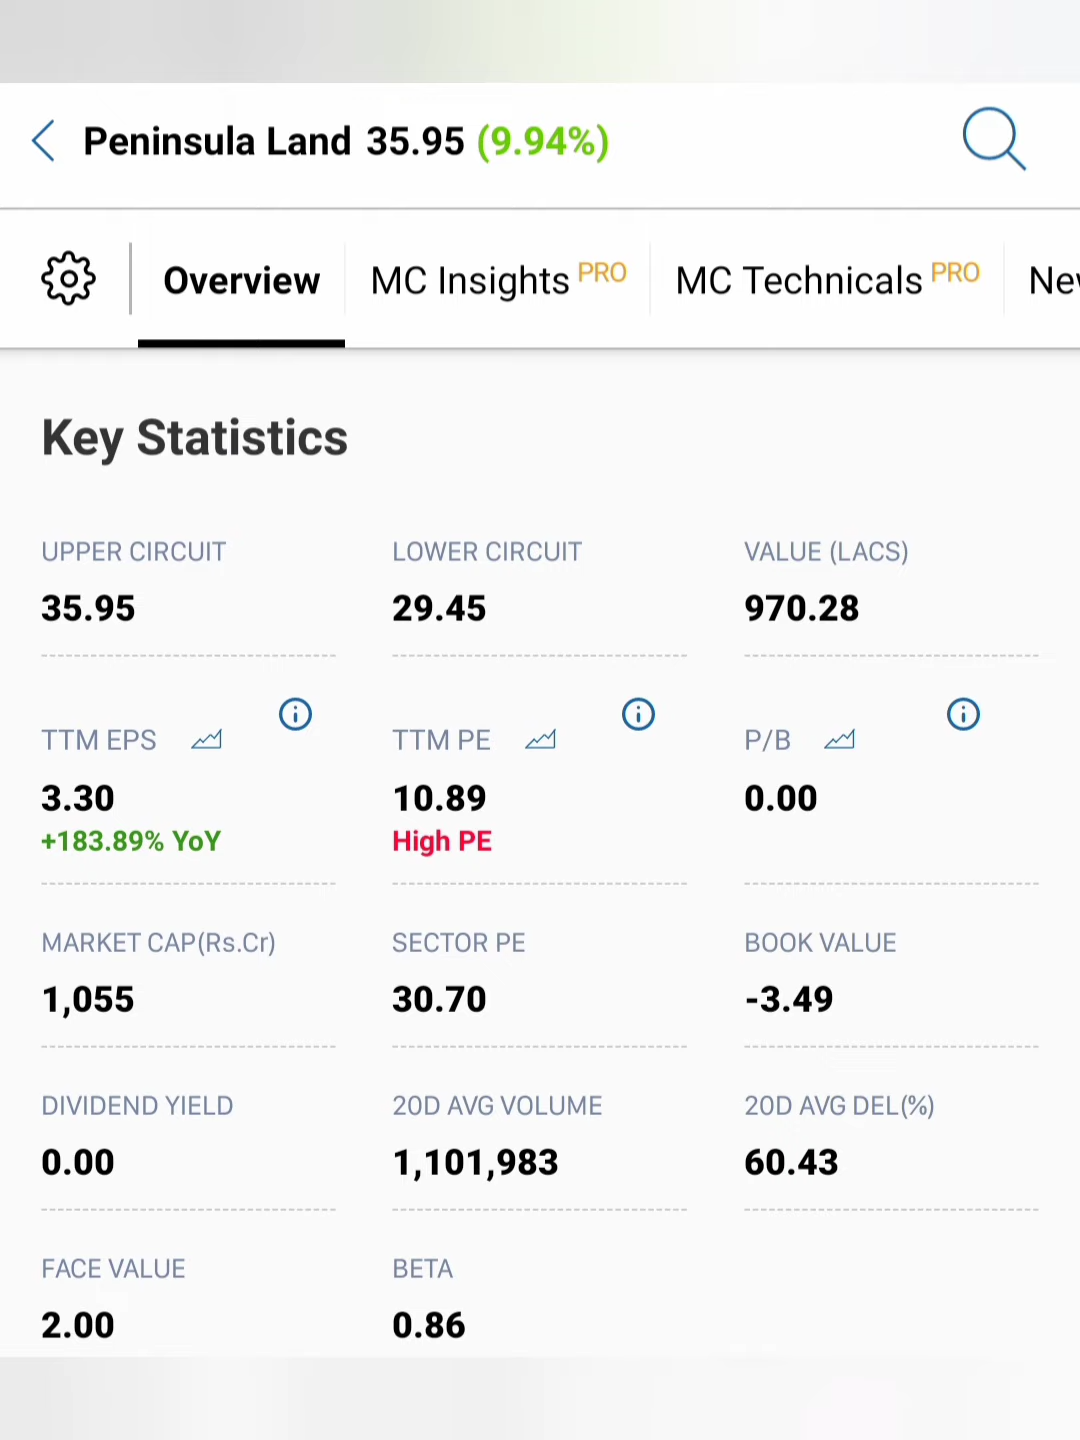 Peninsula Land 35.95 (9.94%)
Overview MC Insights PRO MC Technicals PRO
Key Statistics
UPPER CIRCUIT LOWER CIRCUIT VALUE (LACS)
35.95 29.45 970.28
TTM EPS TTM PE P/B
3.30 10.89 0.00
+183.89% YoY High PE
MARKET CAP(Rs.Cr) SECTOR PE BOOK VALUE
1,055 30.70 -3.49
DIVIDEND YIELD 20D AVG VOLUME 20D AVG DEL(%)
0.00 1,101,983 60.43
FACE VALUE BETA
2.00 0.86